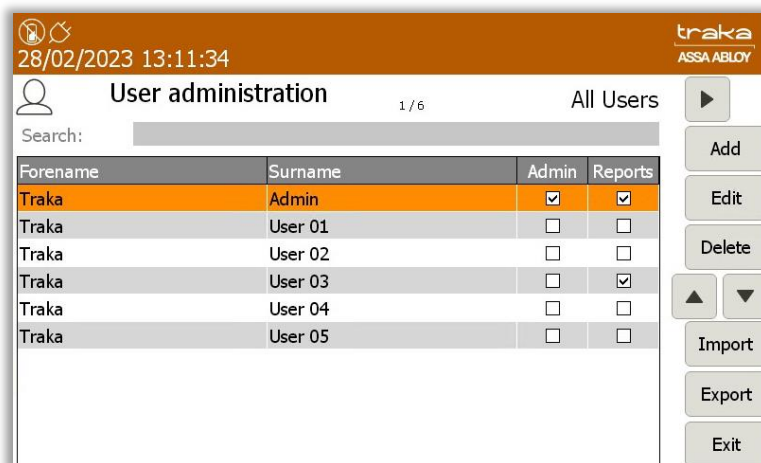 28/02/2023 13:11:34
traka
ASSA ABLOY
User administration 1/6 All Users
Search:
Add
Forename Surname Admin Reports
Traka Admin
Edit
Traka User 01
Traka User 02
Delete
Traka User 03
Traka User 04
Traka User 05
Import
Export
Exit